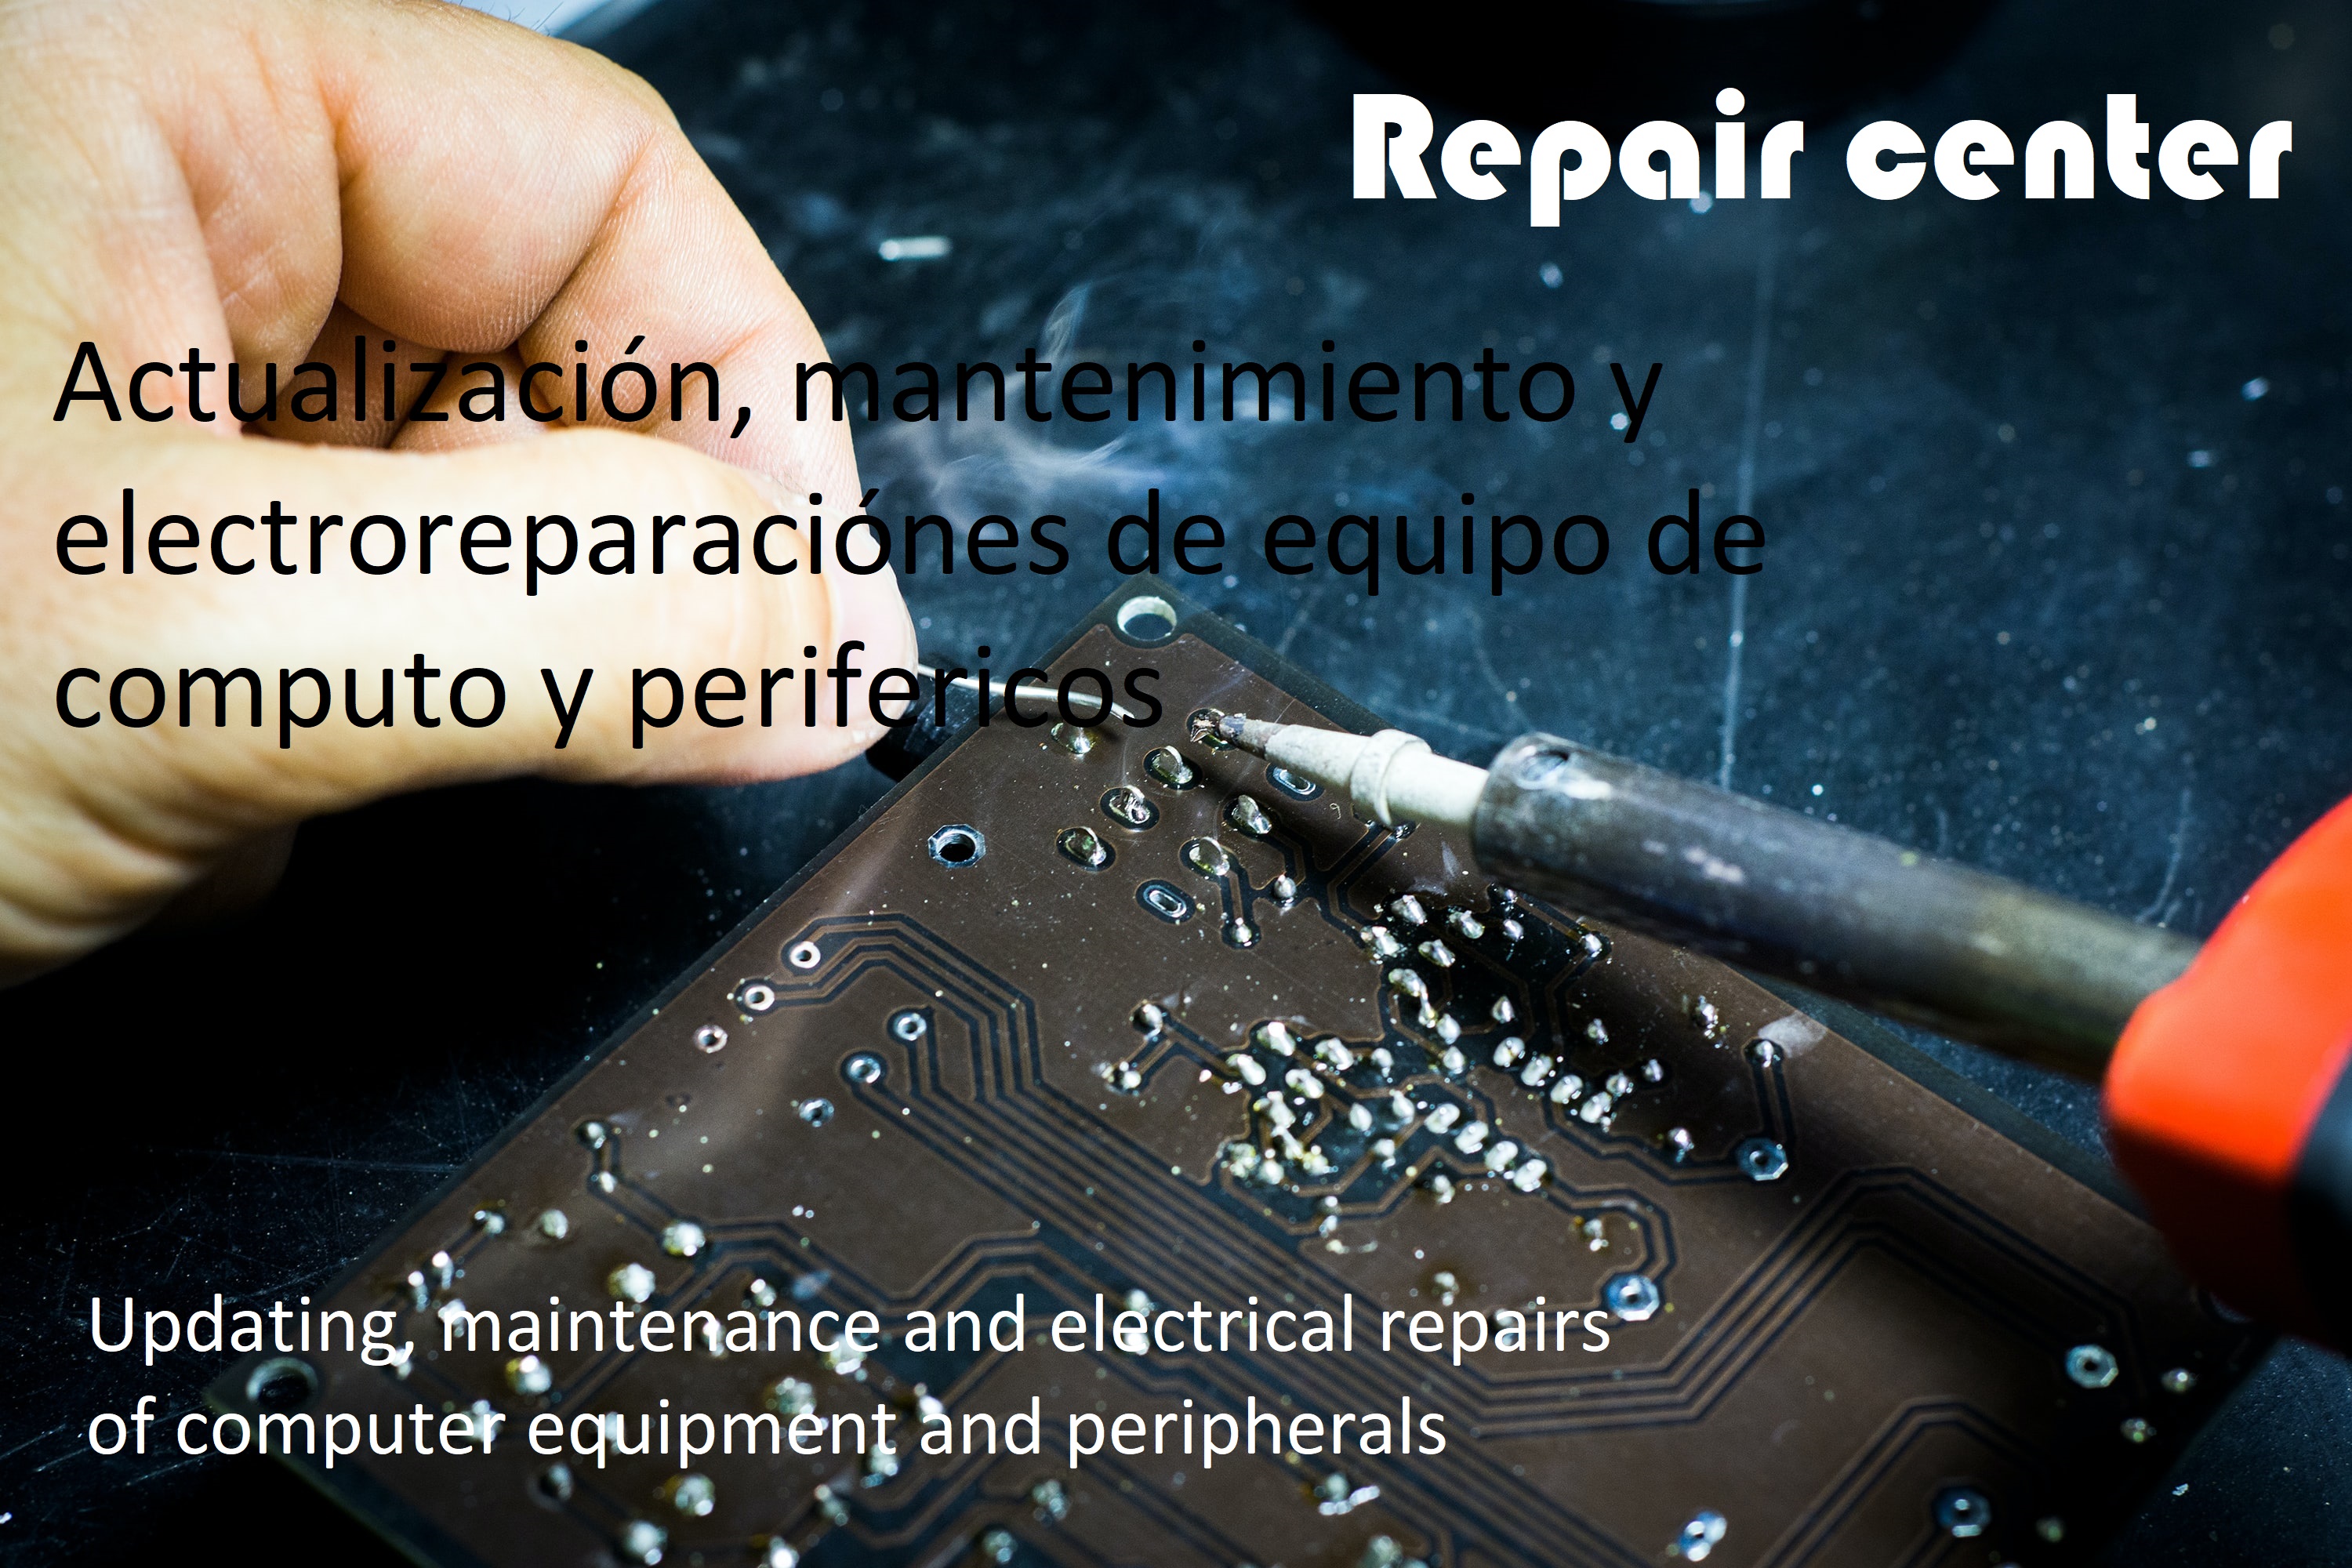 Repair center
Actualización, mantenimiento y
electroreparaciónes de equipo de
computo y perifericos
Updating, maintenance and electrical repairs
of computer equipment and peripherals